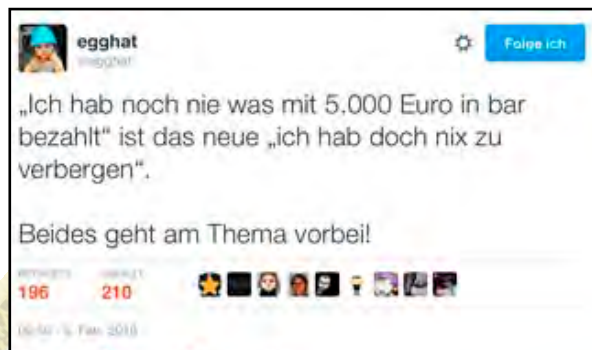 egghat
@egghat
Folge ich
„Ich hab noch nie was mit 5.000 Euro in bar
bezahlt“ ist das neue „ich hab doch nix zu
verbergen“.
Beides geht am Thema vorbei!
196 210